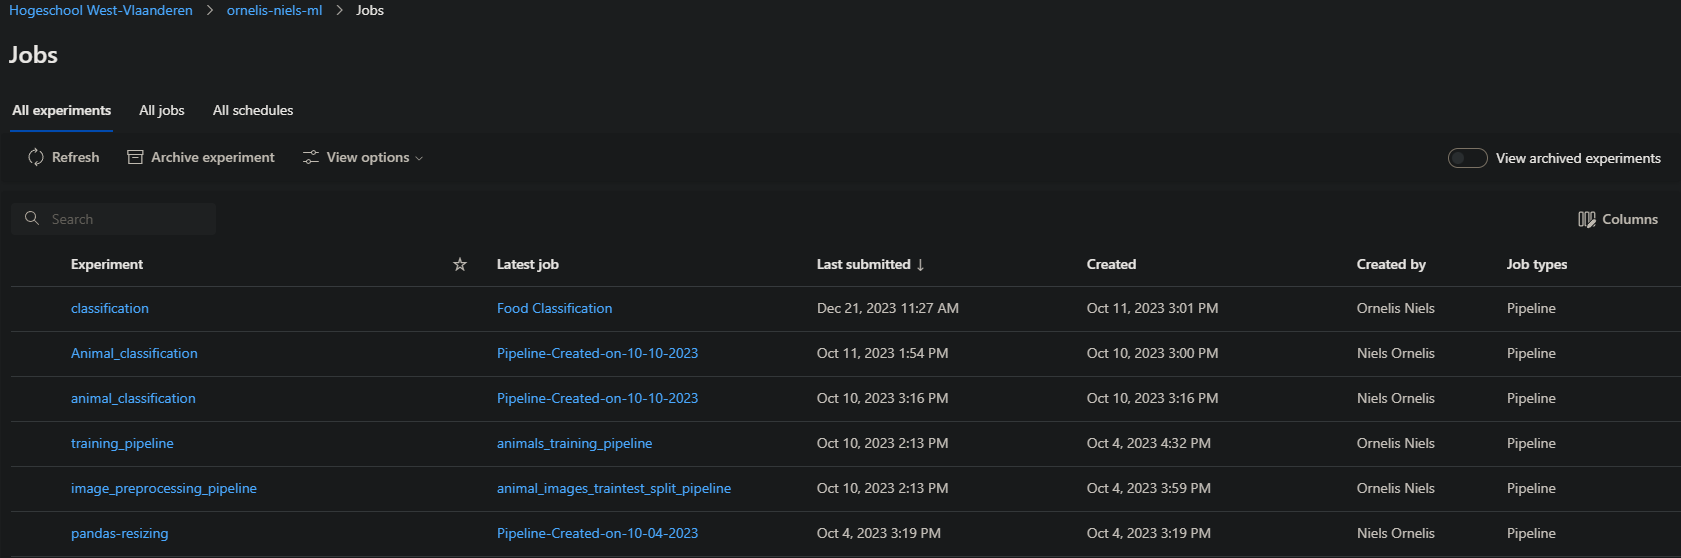 Hogeschool West-Vlaanderen > ornelis-niels-ml > Jobs
Jobs
All experiments All jobs All schedules
Refresh Archive experiment View options View archived experiments
Search Columns
Experiment Latest job Last submitted ↓ Created Created by Job types
classification Food Classification Dec 21, 2023 11:27 AM Oct 11, 2023 3:01 PM Ornelis Niels Pipeline
Animal_classification Pipeline-Created-on-10-10-2023 Oct 11, 2023 1:54 PM Oct 10, 2023 3:00 PM Niels Ornelis Pipeline
animal_classification Pipeline-Created-on-10-10-2023 Oct 10, 2023 3:16 PM Oct 10, 2023 3:16 PM Niels Ornelis Pipeline
training_pipeline animals_training_pipeline Oct 10, 2023 2:13 PM Oct 4, 2023 4:32 PM Ornelis Niels Pipeline
image_preprocessing_pipeline animal_images_traintest_split_pipeline Oct 10, 2023 2:13 PM Oct 4, 2023 3:59 PM Ornelis Niels Pipeline
pandas-resizing Pipeline-Created-on-10-04-2023 Oct 4, 2023 3:19 PM Oct 4, 2023 3:19 PM Niels Ornelis Pipeline